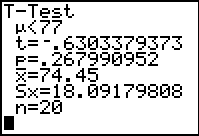 T-Test
μ<77
t=-.6303379373
p=.267990952
x̄=74.45
Sx=18.09179808
n=20